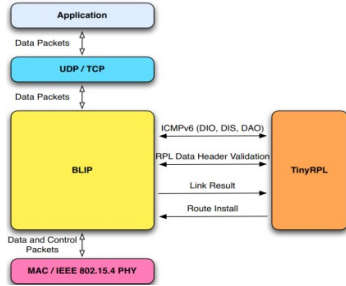 Application
Data Packets
UDP / TCP
Data Packets
BLIP
ICMPv6 (DIO, DIS, DAO)
RPL Data Header Validation
Link Result
Route Install
TinyRPL
Data and Control
Packets
MAC / IEEE 802.15.4 PHY